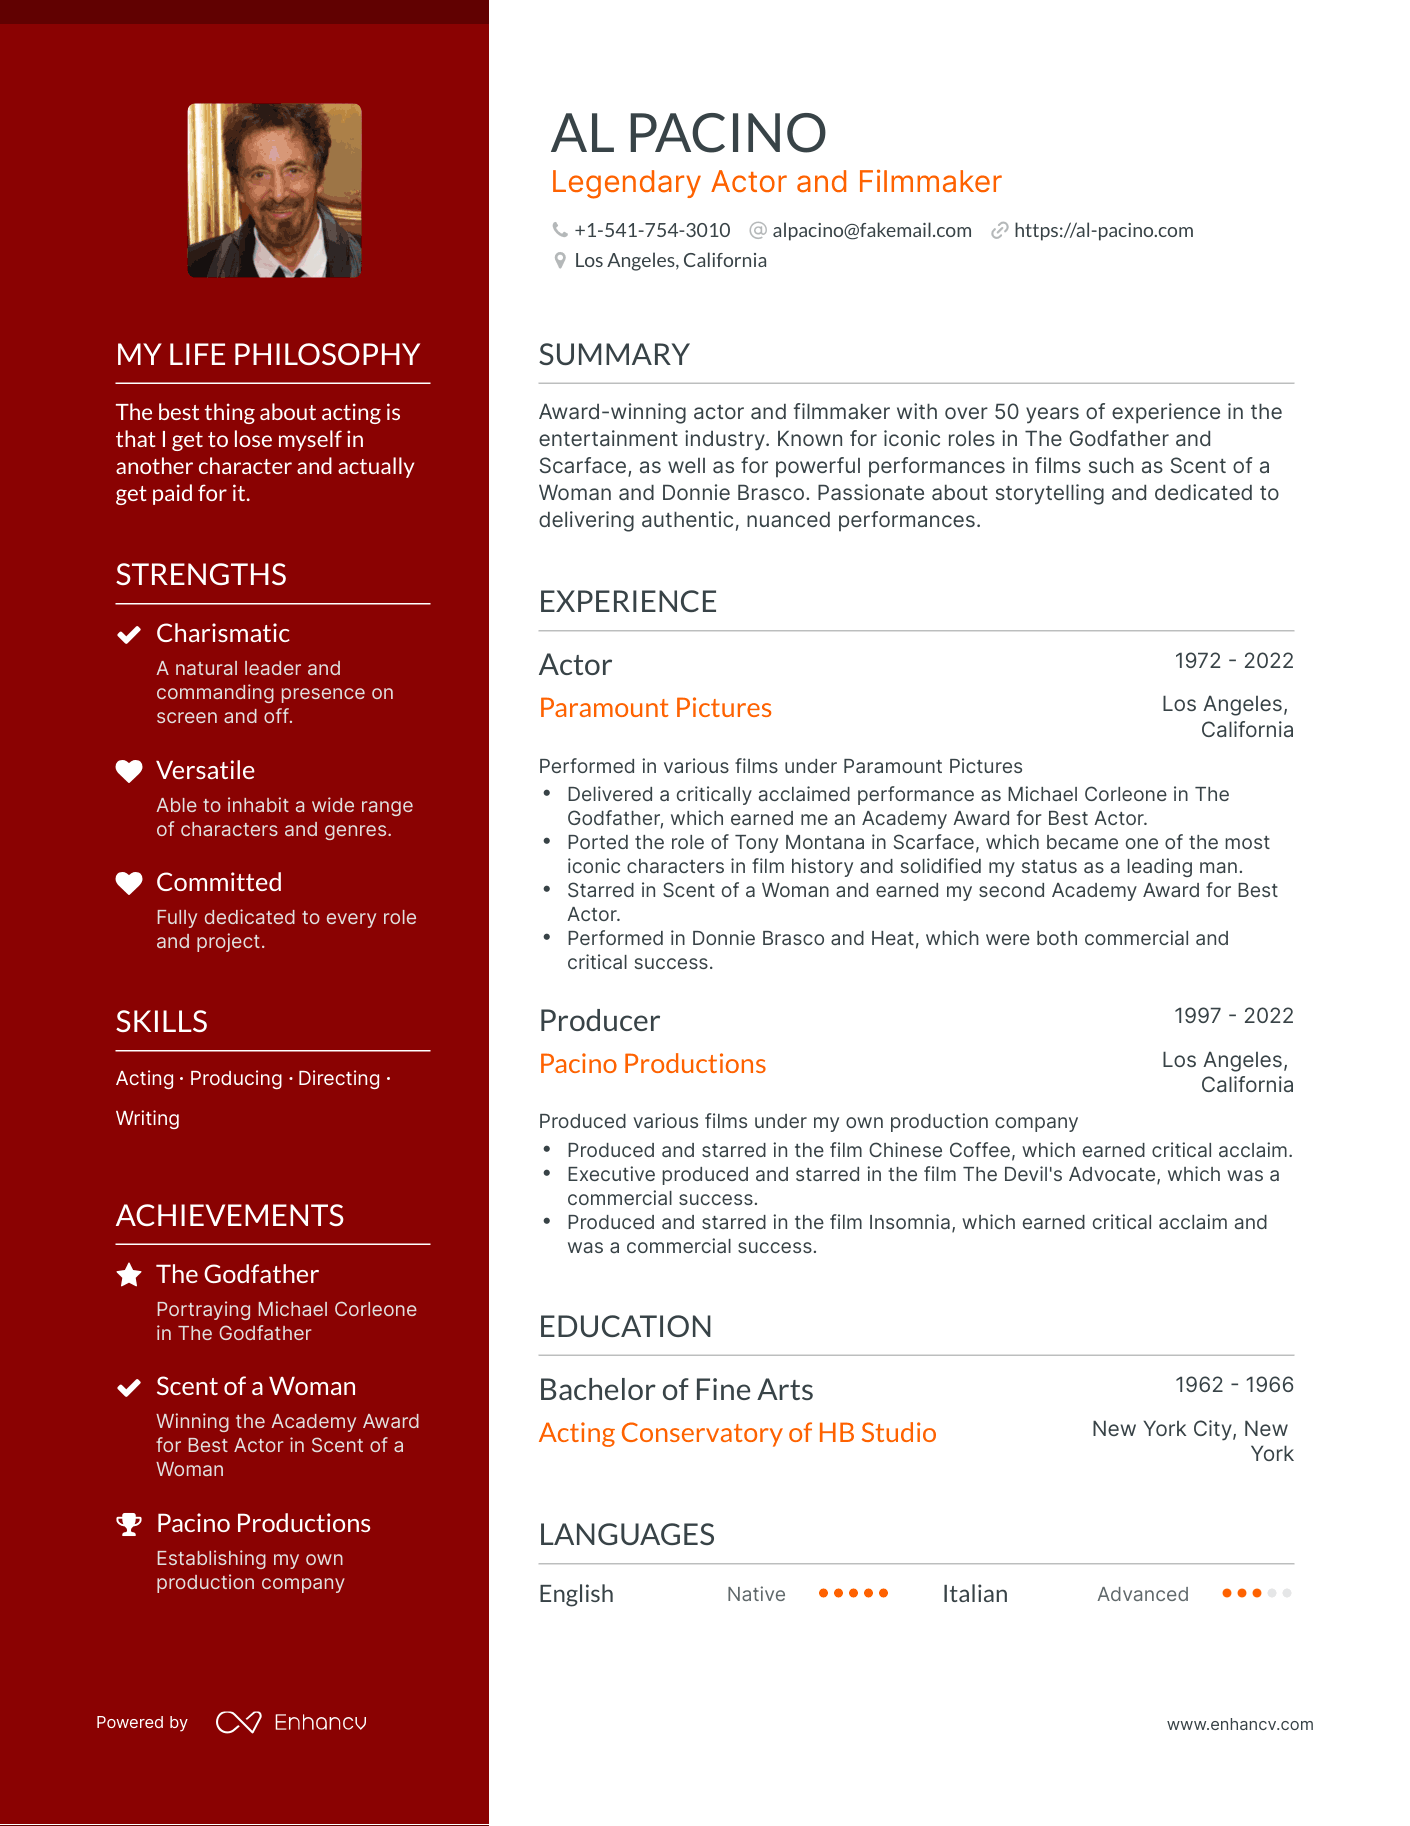 AL PACINO
Legendary Actor and Filmmaker
+1-541-754-3010 alpacino@fakemail.com https://al-pacino.com
Los Angeles, California
MY LIFE PHILOSOPHY
The best thing about acting is
that I get to lose myself in
another character and actually
get paid for it.
STRENGTHS
Charismatic
A natural leader and
commanding presence on
screen and off.
Versatile
Able to inhabit a wide range
of characters and genres.
Committed
Fully dedicated to every role
and project.
SKILLS
Acting · Producing · Directing ·
Writing
ACHIEVEMENTS
The Godfather
Portraying Michael Corleone
in The Godfather
Scent of a Woman
Winning the Academy Award
for Best Actor in Scent of a
Woman
Pacino Productions
Establishing my own
production company
SUMMARY
Award-winning actor and filmmaker with over 50 years of experience in the
entertainment industry. Known for iconic roles in The Godfather and
Scarface, as well as for powerful performances in films such as Scent of a
Woman and Donnie Brasco. Passionate about storytelling and dedicated to
delivering authentic, nuanced performances.
EXPERIENCE
Actor 1972 - 2022
Paramount Pictures Los Angeles,
California
Performed in various films under Paramount Pictures
• Delivered a critically acclaimed performance as Michael Corleone in The
Godfather, which earned me an Academy Award for Best Actor.
• Ported the role of Tony Montana in Scarface, which became one of the most
iconic characters in film history and solidified my status as a leading man.
• Starred in Scent of a Woman and earned my second Academy Award for Best
Actor.
• Performed in Donnie Brasco and Heat, which were both commercial and
critical success.
Producer 1997 - 2022
Pacino Productions Los Angeles,
California
Produced various films under my own production company
• Produced and starred in the film Chinese Coffee, which earned critical acclaim.
• Executive produced and starred in the film The Devil's Advocate, which was a
commercial success.
• Produced and starred in the film Insomnia, which earned critical acclaim and
was a commercial success.
EDUCATION
Bachelor of Fine Arts 1962 - 1966
Acting Conservatory of HB Studio New York City, New
York
LANGUAGES
English Native Italian Advanced
Powered by Enhancv
www.enhancv.com